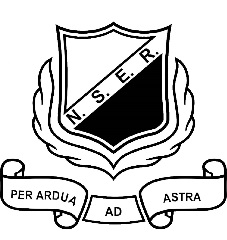 N. S. E. R.
PER ARDUA AD ASTRA